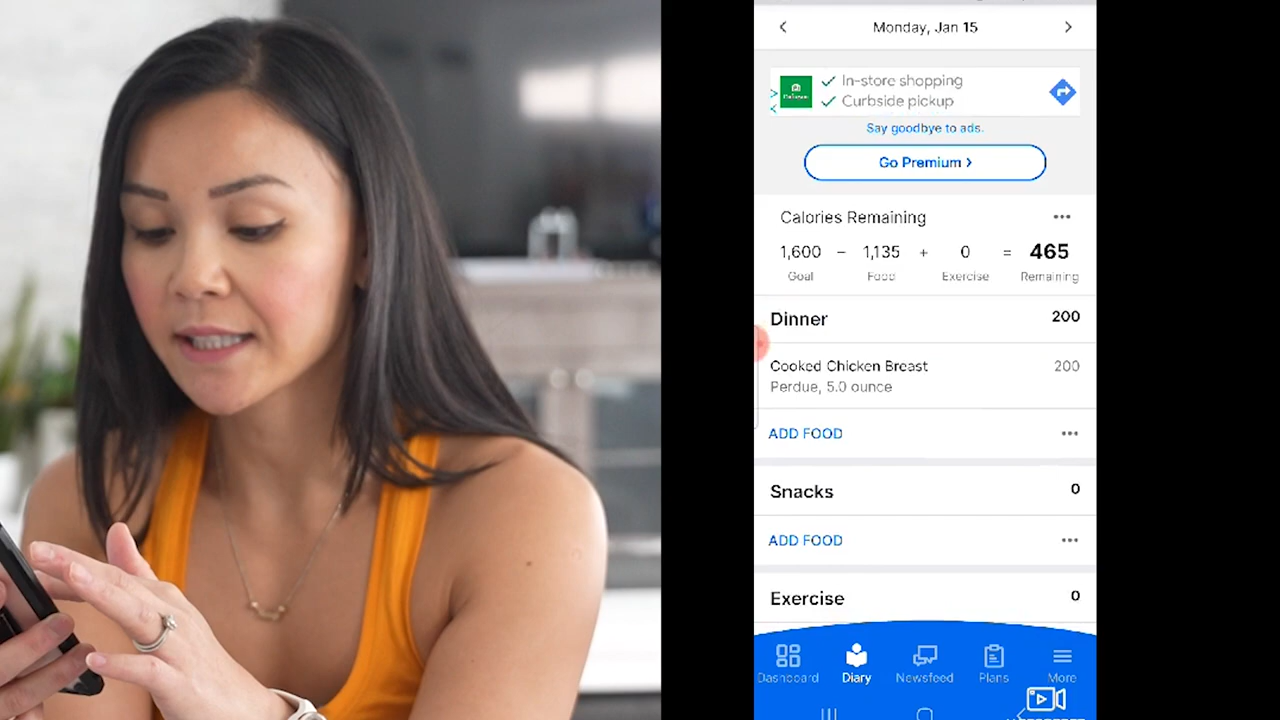 Monday, Jan 15
In-store shopping
Curbside pickup
Say goodbye to ads.
Go Premium >
Calories Remaining
1,600 - 1,135 + 0 = 465
Goal Food Exercise Remaining
Dinner 200
Cooked Chicken Breast 200
Perdue, 5.0 ounce
ADD FOOD
Snacks 0
ADD FOOD
Exercise 0
Dashboard Diary Newsfeed Plans More